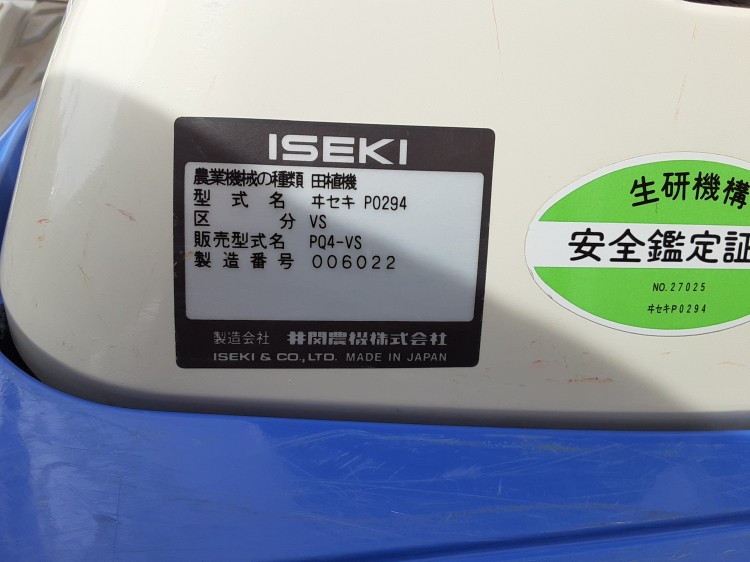 ISEKI
農業機械の種類 田植機
型式名 ヰセキ P0294
区分 VS
販売型式名 PQ4-VS
製造番号 006022
製造会社 井関農機株式会社
ISEKI & CO., LTD. MADE IN JAPAN
生研機構
安全鑑定証
NO.27025
ヰセキP0294